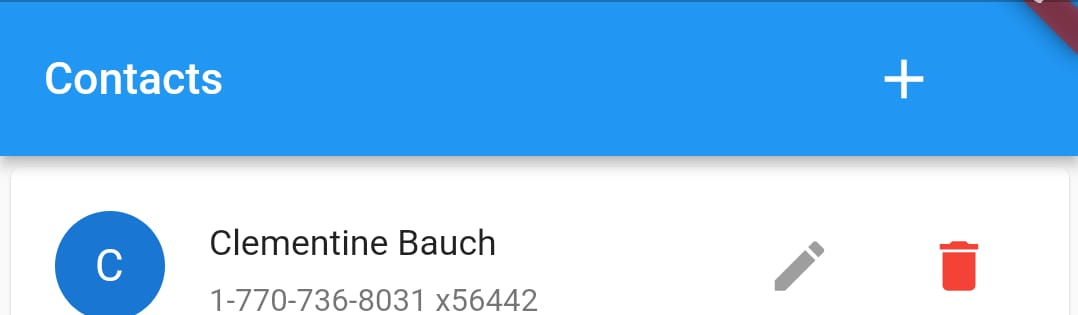 Contacts
C
Clementine Bauch
1-770-736-8031 x56442